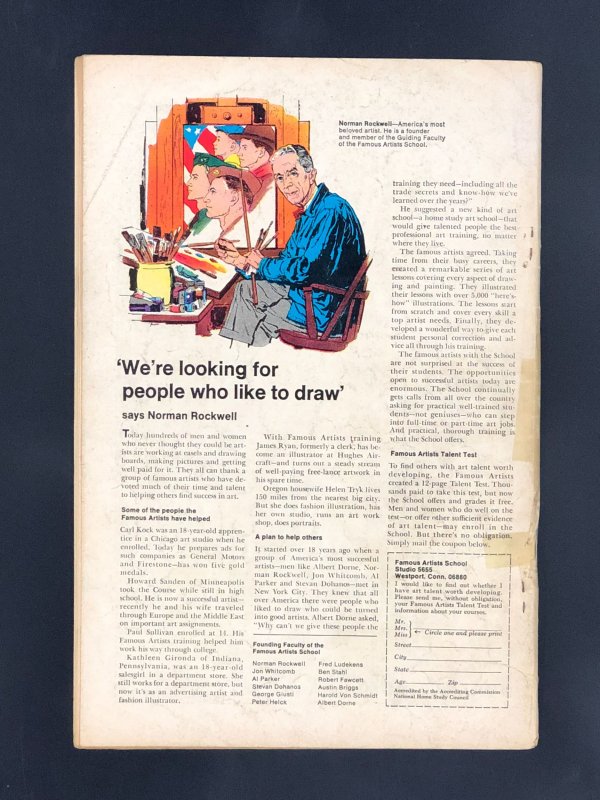 Norman Rockwell—America's most
beloved artist. He is a founder
and member of the Guiding Faculty
of the Famous Artists School.
'We're looking for
people who like to draw'
says Norman Rockwell
Today hundreds of men and women
who never thought they could be art-
ists are working at easels and drawing
boards, making pictures and getting
well paid for it. They all can thank a
group of famous artists who have de-
voted much of their time and talent
to helping others find success in art.
Some of the people the
Famous Artists have helped
Carl Kock was an 18-year-old appren-
tice in a Chicago art studio when he
enrolled. Today he prepares ads for
such companies as General Motors
and Firestone—has won five gold
medals.
Howard Sanden of Minneapolis
took the Course while still in high
school. He is now a successful artist—
recently he and his wife traveled
through Europe and the Middle East
on important art assignments.
Paul Sullivan enrolled at 14. His
Famous Artists training helped him
work his way through college.
Kathleen Gironda of Indiana,
Pennsylvania, was an 18-year-old
salesgirl in a department store. She
still works for a department store, but
now it's as an advertising artist and
fashion illustrator.
With Famous Artists training
James Ryan, formerly a clerk, has be-
come an illustrator at Hughes Air-
craft—and turns out a steady stream
of well-paying free-lance artwork in
his spare time.
Oregon housewife Helen Tryk lives
150 miles from the nearest big city.
But she does fashion illustration, has
her own studio, runs an art work
shop, does portraits.
A plan to help others
It started over 18 years ago when a
group of America's most successful
artists—men like Albert Dorne, Nor-
man Rockwell, Jon Whitcomb, Al
Parker and Stevan Dohanos—met in
New York City. They knew that all
over America there were people who
liked to draw who could be turned
into good artists. Albert Dorne asked,
"Why can't we give these people the
Founding Faculty of the
Famous Artists School
Norman Rockwell
Jon Whitcomb
Al Parker
Stevan Dohanos
George Giusti
Peter Helck
Fred Ludekens
Ben Stahl
Robert Fawcett
Austin Briggs
Harold Von Schmidt
Albert Dorne
training they need—including all the
trade secrets and know-how we've
learned over the years?"
He suggested a new kind of art
school—a home study art school—that
would give talented people the best
professional art training, no matter
where they live.
The famous artists agreed. Taking
time from their busy careers, they
created a remarkable series of art
lessons covering every aspect of draw-
ing and painting. They illustrated
their lessons with over 5,000 "here's-
how" illustrations. The lessons start
from scratch and cover every skill a
top artist needs. Finally, they de-
veloped a wonderful way to give each
student personal correction and ad-
vice all through his training.
The famous artists with the School
are not surprised at the success of
their students. The opportunities
open to successful artists today are
enormous. The School continually
gets calls from all over the country
asking for practical well-trained stu-
dents—not geniuses—who can step
into full-time or part-time art jobs.
And practical, thorough training is
what the School offers.
Famous Artists Talent Test
To find others with art talent worth
developing, the Famous Artists
created a 12-page Talent Test. Thou-
sands paid to take this test, but now
the School offers and grades it free.
Men and women who do well on the
test—or offer other sufficient evidence
of art talent—may enroll in the
School. But there's no obligation.
Simply mail the coupon below.
Famous Artists School
Studio 5655
Westport, Conn. 06880
I would like to find out whether I
have art talent worth developing.
Please send me, without obligation,
your Famous Artists Talent Test and
information about your courses.
Mr.
Mrs.
Miss
← Circle one and please print
Street
City
State
Age Zip
Accredited by the Accrediting Commission
National Home Study Council